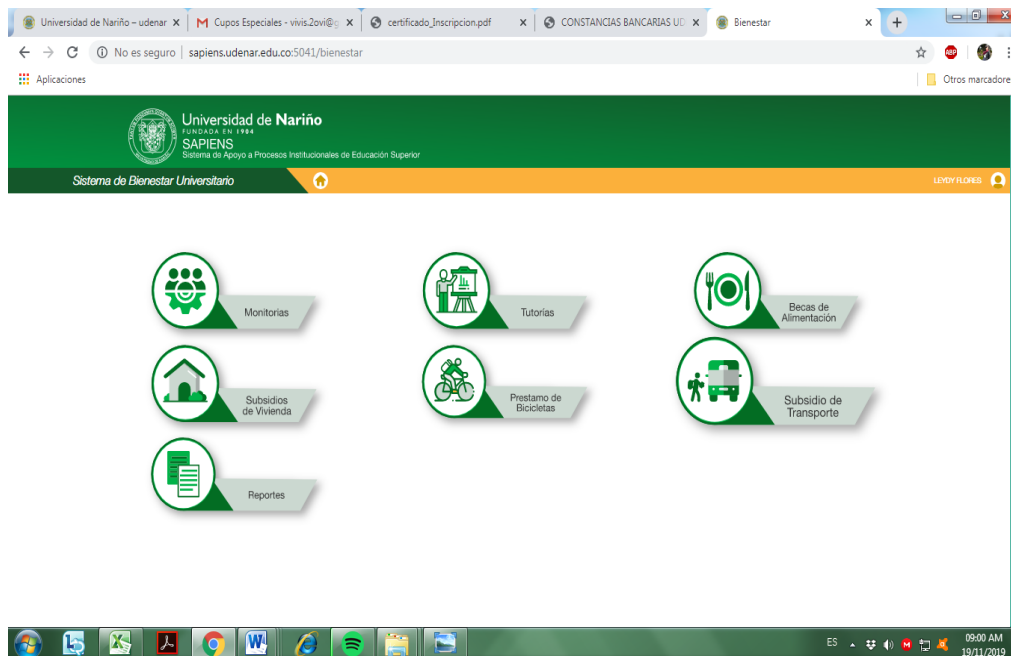 Universidad de Nariño – udenar
Cupos Especiales - vivis.2ovi@g
certificado_Inscripcion.pdf
CONSTANCIAS BANCARIAS UD
Bienestar
No es seguro
sapiens.udenar.edu.co:5041/bienestar
ABP
Aplicaciones
Otros marcadore
Universidad de Nariño
FUNDADA EN 1904
SAPIENS
Sistema de Apoyo a Procesos Institucionales de Educación Superior
Sistema de Bienestar Universitario
LEYDY FLORES
Monitorias
Tutorías
Becas de
Alimentación
Subsidios
de Vivienda
Prestamo de
Bicicletas
Subsidio de
Transporte
Reportes
ES
09:00 AM
19/11/2019